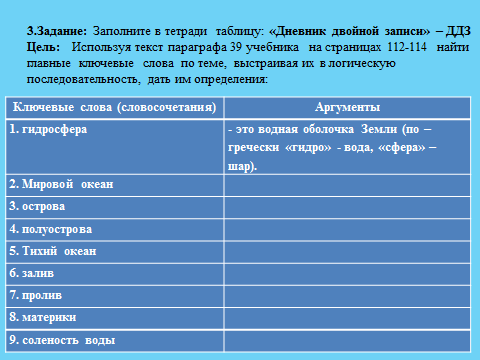 3.Задание: Заполните в тетради таблицу: «Дневник двойной записи» – ДДЗ
Цель: Используя текст параграфа 39 учебника на страницах 112-114 найти
главные ключевые слова по теме, выстраивая их в логическую
последовательность, дать им определения:
Ключевые слова (словосочетания) Аргументы
1. гидросфера - это водная оболочка Земли (по –
гречески «гидро» - вода, «сфера» –
шар).
2. Мировой океан
3. острова
4. полуострова
5. Тихий океан
6. залив
7. пролив
8. материки
9. соленость воды